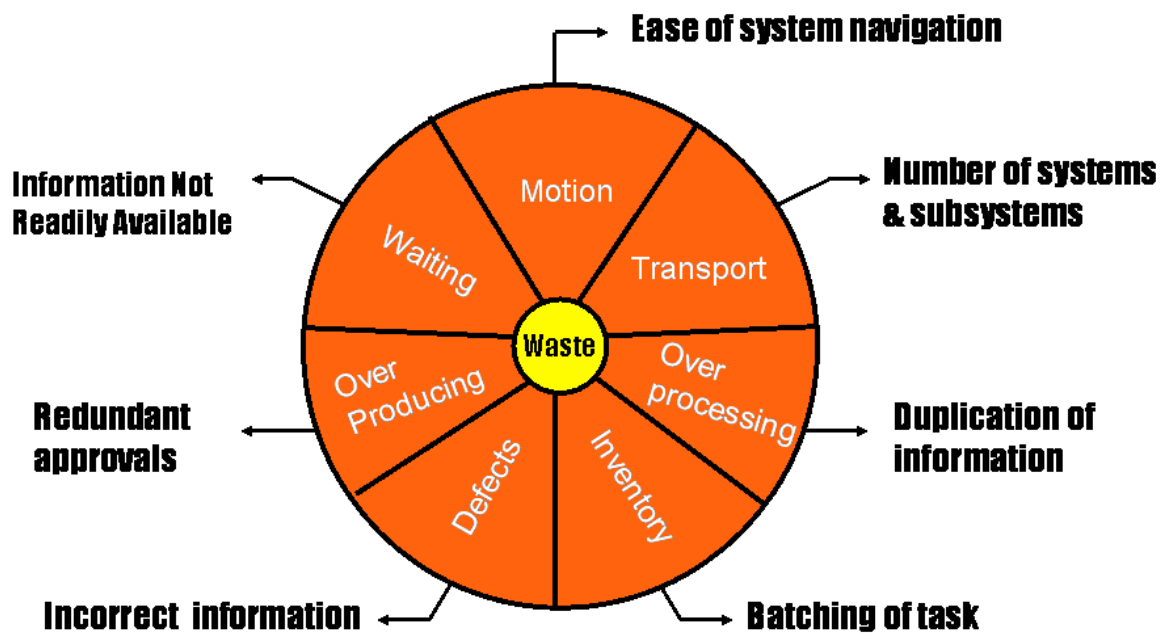 Ease of system navigation
Number of systems
& subsystems
Information Not
Readily Available
Motion
Waiting
Transport
Waste
Over
Producing
Over
processing
Redundant
approvals
Duplication of
information
Defects
Inventory
Incorrect information
Batching of task